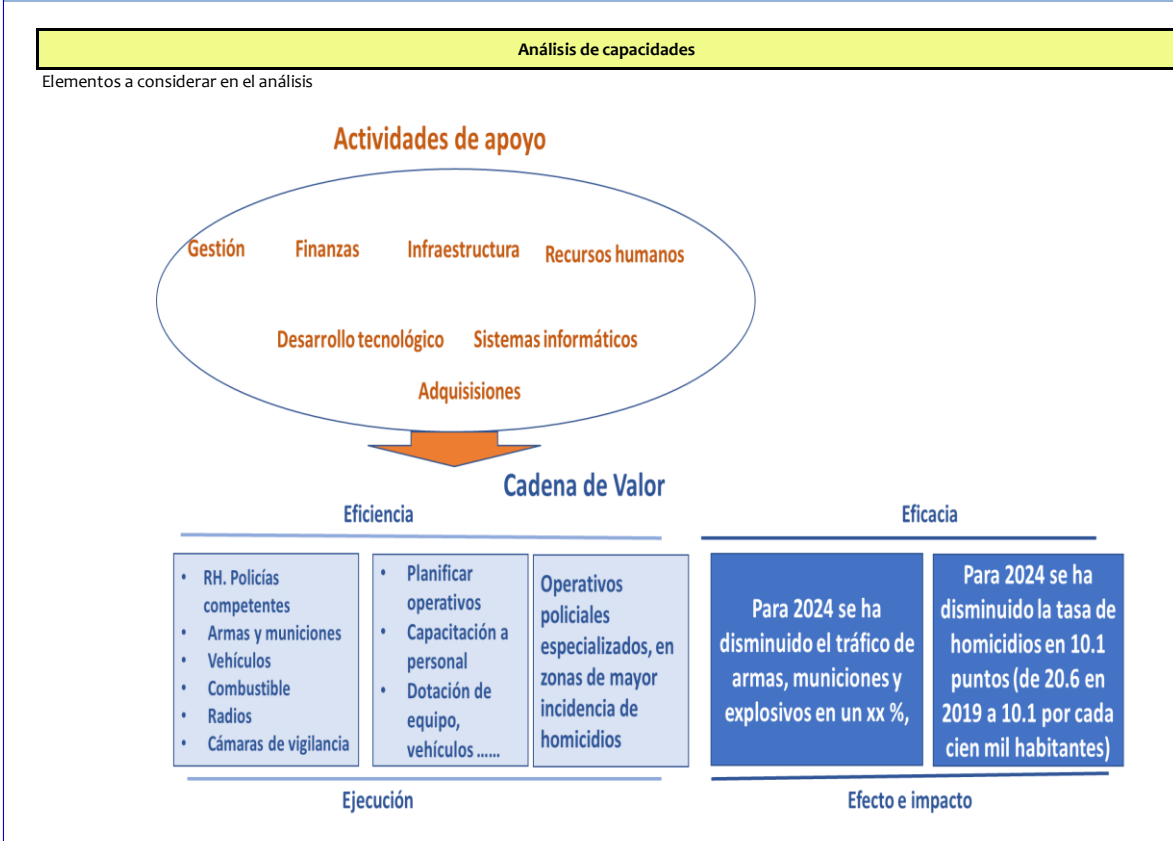 Análisis de capacidades
Elementos a considerar en el análisis
Actividades de apoyo
Gestión
Finanzas
Infraestructura
Recursos humanos
Desarrollo tecnológico
Sistemas informáticos
Adquisisiones
Cadena de Valor
Eficiencia
Eficacia
• RH. Policías
competentes
• Armas y municiones
• Vehículos
• Combustible
• Radios
• Cámaras de vigilancia
• Planificar
operativos
• Capacitación a
personal
• Dotación de
equipo,
vehículos ......
Operativos
policiales
especializados, en
zonas de mayor
incidencia de
homicidios
Para 2024 se ha
disminuido el tráfico de
armas, municiones y
explosivos en un xx %,
Para 2024 se ha
disminuido la tasa de
homicidios en 10.1
puntos (de 20.6 en
2019 a 10.1 por cada
cien mil habitantes)
Ejecución
Efecto e impacto